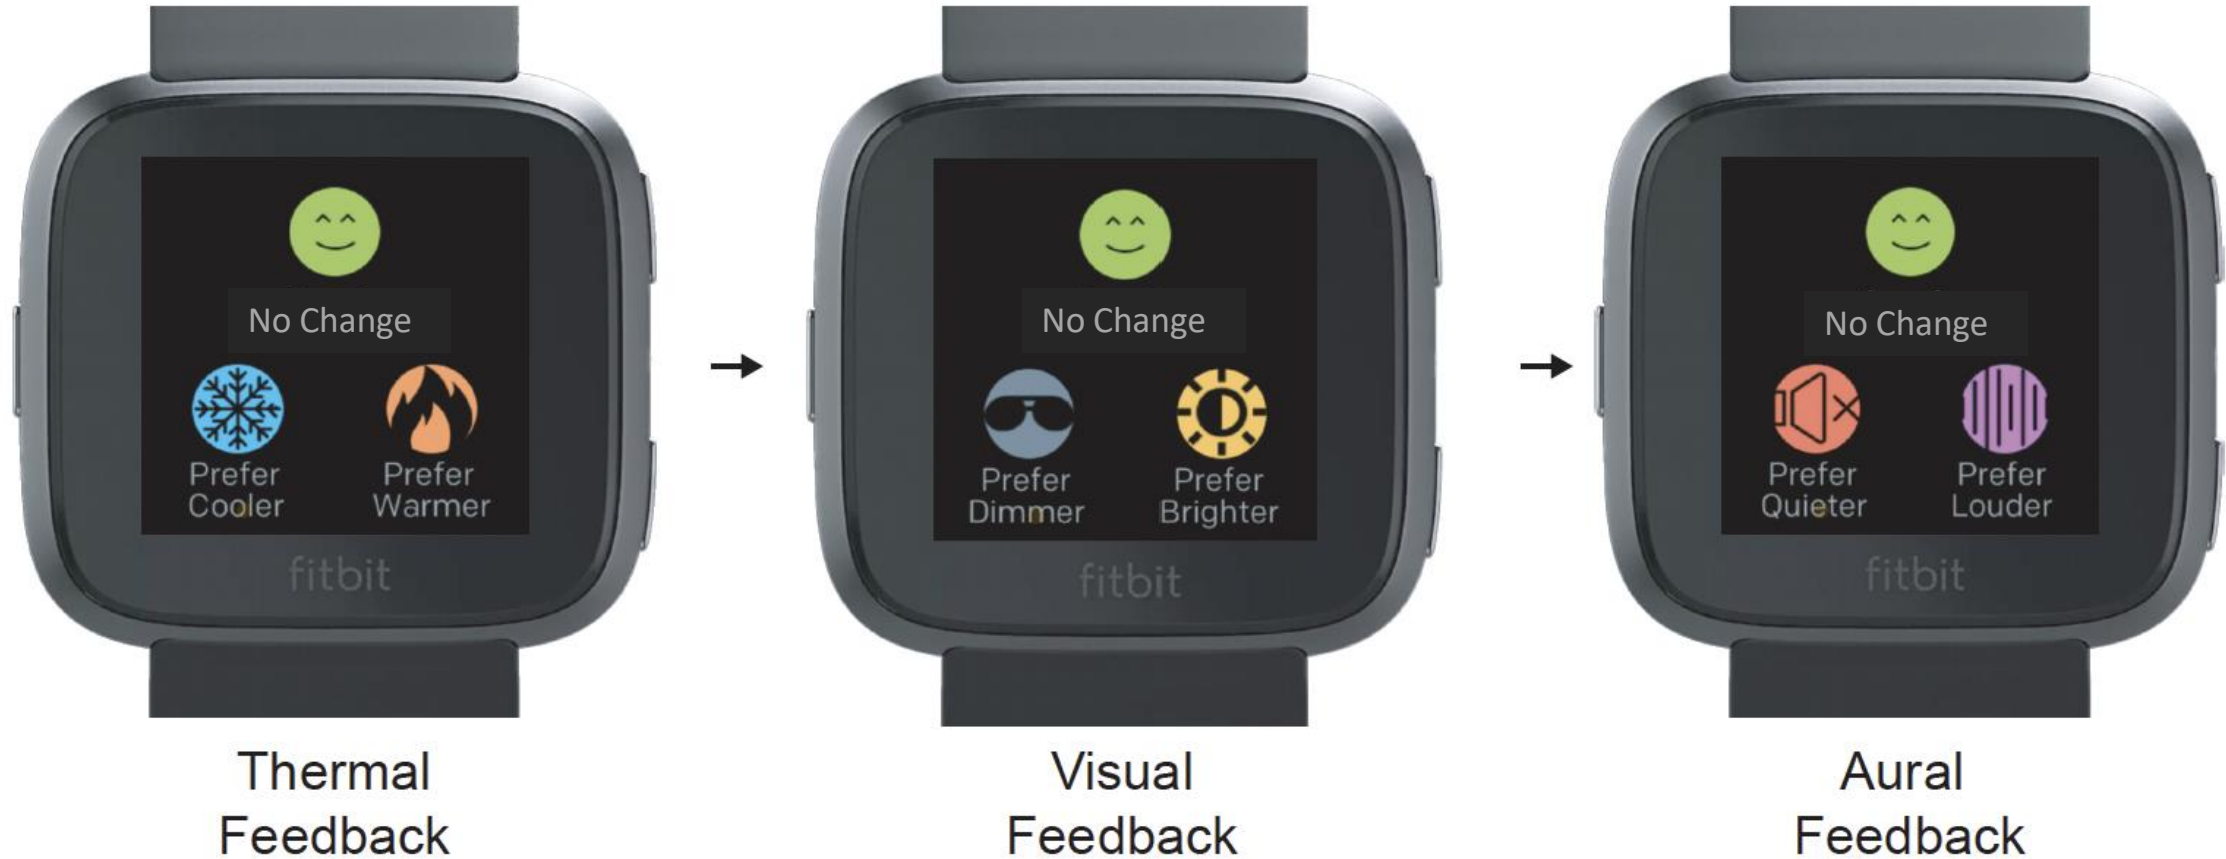 No Change
Prefer
Cooler
Prefer
Warmer
fitbit
Thermal
Feedback
No Change
Prefer
Dimmer
Prefer
Brighter
fitbit
Visual
Feedback
No Change
Prefer
Quieter
Prefer
Louder
fitbit
Aural
Feedback